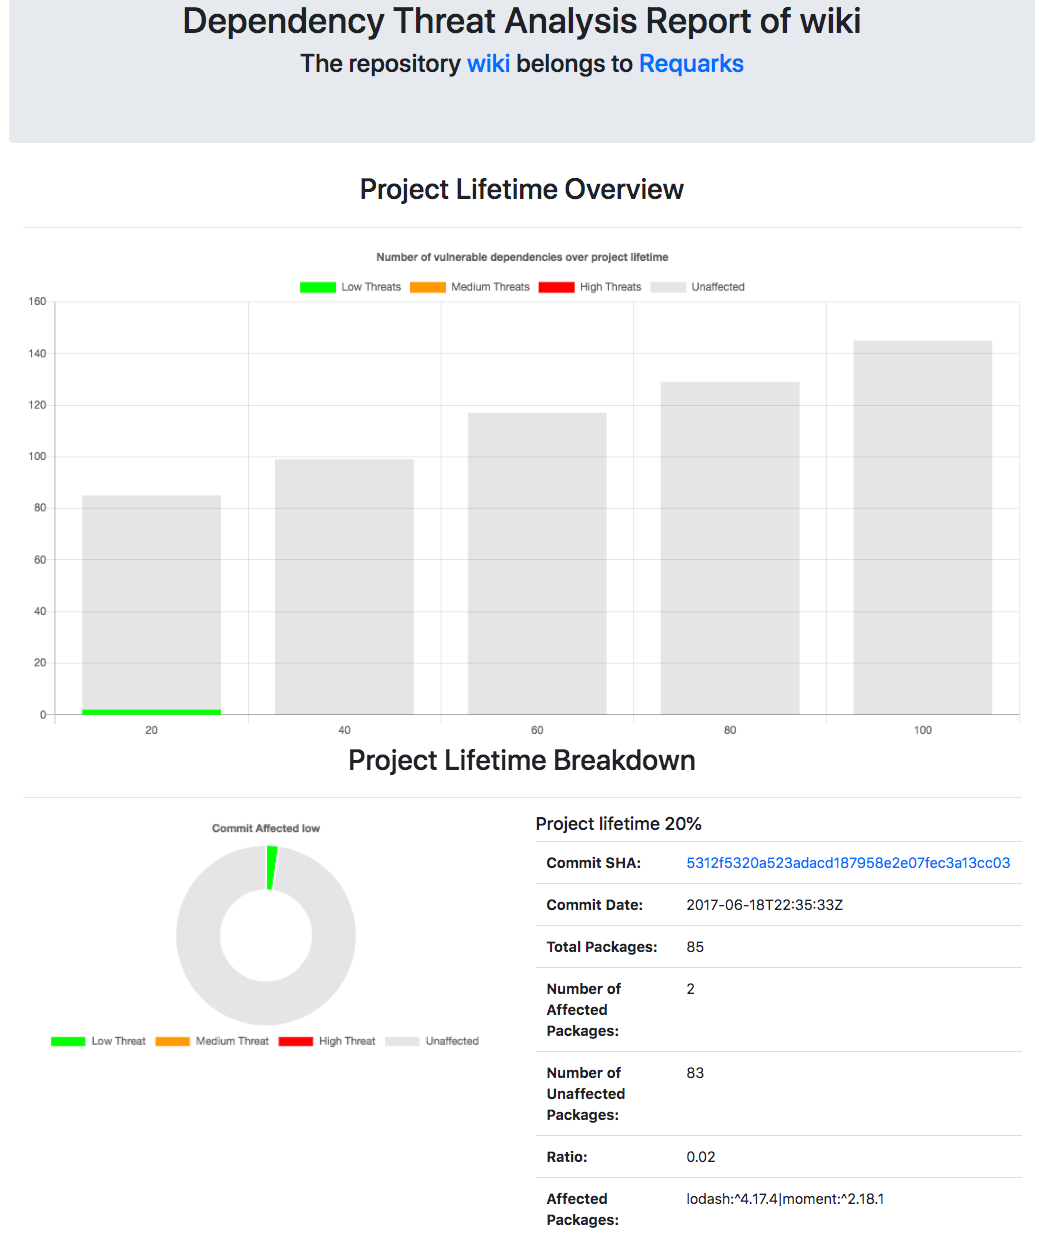 Dependency Threat Analysis Report of wiki
The repository wiki belongs to Requarks
Project Lifetime Overview
Number of vulnerable dependencies over project lifetime
Low Threats Medium Threats High Threats Unaffected
160
140
120
100
80
60
40
20
0
20 40 60 80 100
Project Lifetime Breakdown
Commit Affected low
Low Threat Medium Threat High Threat Unaffected
Project lifetime 20%
Commit SHA: 5312f5320a523adacd187958e2e07fec3a13cc03
Commit Date: 2017-06-18T22:35:33Z
Total Packages: 85
Number of 2
Affected
Packages:
Number of 83
Unaffected
Packages:
Ratio: 0.02
Affected lodash:^4.17.4|moment:^2.18.1
Packages: